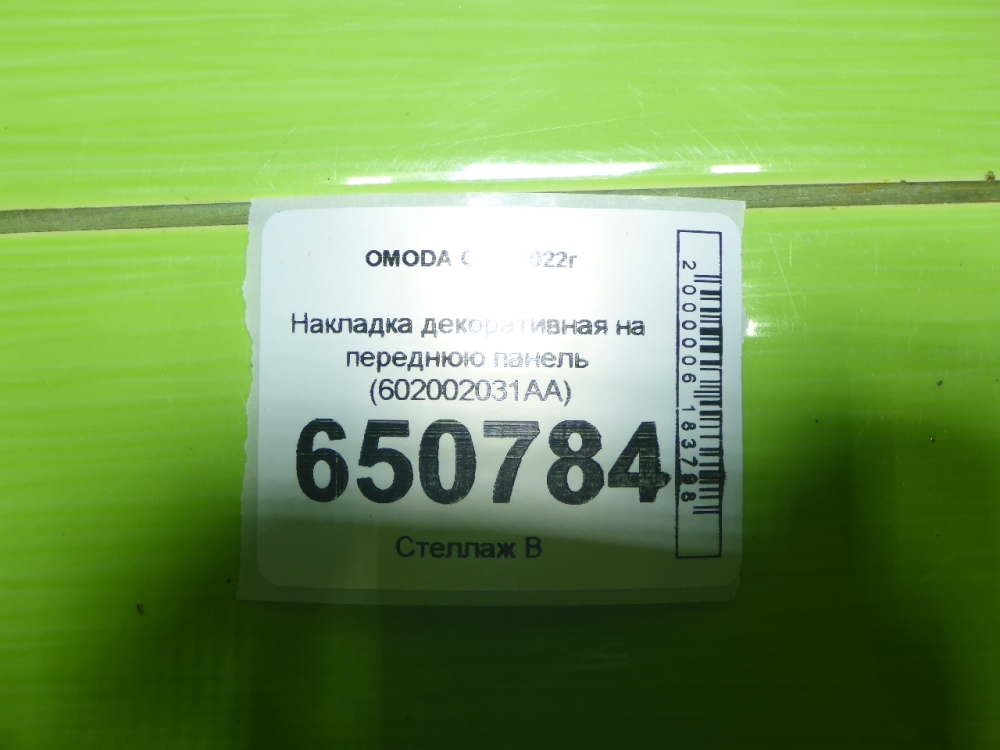 OMODA
Накладка декоративная на
переднюю панель
(602002031AA)
650784
Стеллаж В
2000006183798